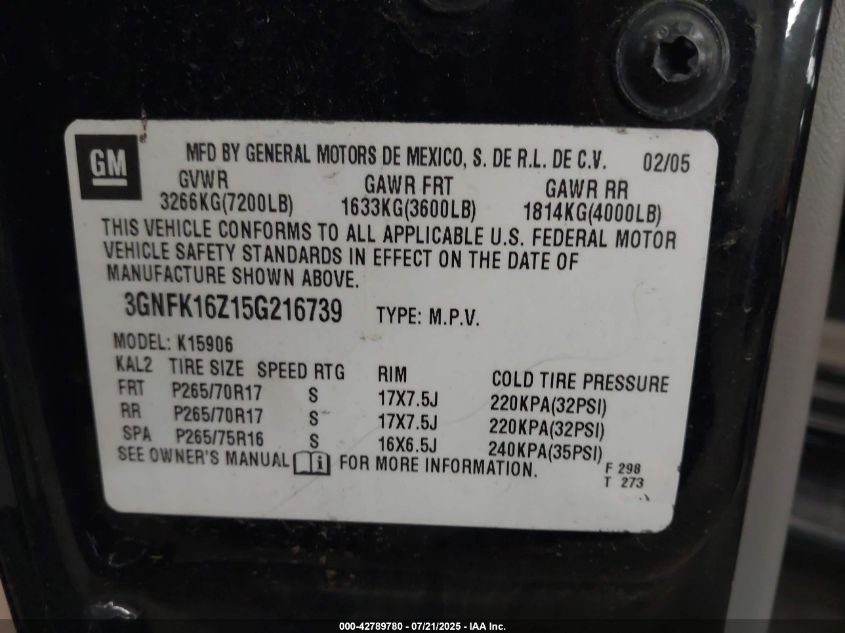 GM
MFD BY GENERAL MOTORS DE MEXICO, S. DE R.L. DE C.V. 02/05
GVWR GAWR FRT GAWR RR
3266KG(7200LB) 1633KG(3600LB) 1814KG(4000LB)
THIS VEHICLE CONFORMS TO ALL APPLICABLE U.S. FEDERAL MOTOR
VEHICLE SAFETY STANDARDS IN EFFECT ON THE DATE OF
MANUFACTURE SHOWN ABOVE.
3GNFK16Z15G216739 TYPE: M.P.V.
MODEL: K15906
KAL2 TIRE SIZE SPEED RTG RIM COLD TIRE PRESSURE
FRT P265/70R17 S 17X7.5J 220KPA(32PSI)
RR P265/70R17 S 17X7.5J 220KPA(32PSI)
SPA P265/75R16 S 16X6.5J 240KPA(35PSI)
SEE OWNER'S MANUAL i FOR MORE INFORMATION.
F 298
T 273
000-42789780 - 07/21/2025 - IAA Inc.